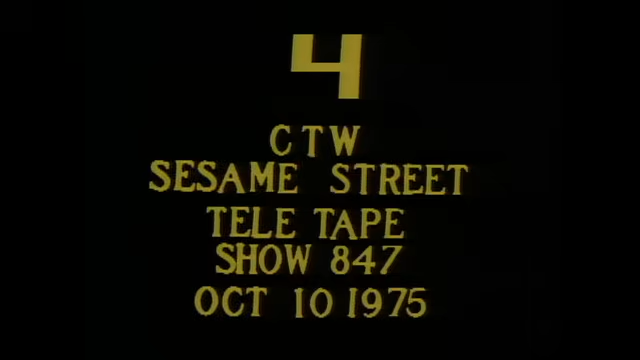 4
CTW
SESAME STREET
TELE TAPE
SHOW 847
OCT 10 1975